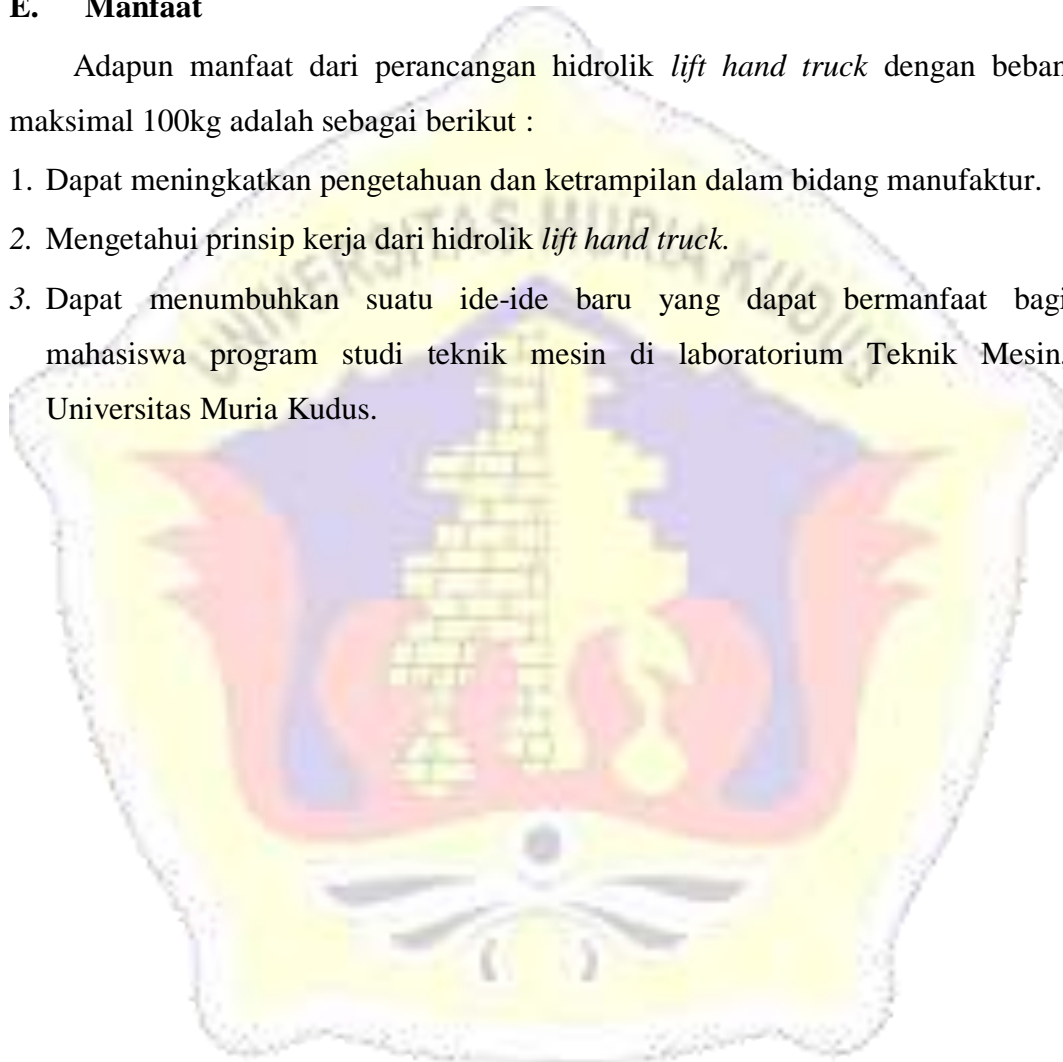 E. Manfaat
Adapun manfaat dari perancangan hidrolik lift hand truck dengan beban
maksimal 100kg adalah sebagai berikut :
1. Dapat meningkatkan pengetahuan dan ketrampilan dalam bidang manufaktur.
2. Mengetahui prinsip kerja dari hidrolik lift hand truck.
3. Dapat menumbuhkan suatu ide-ide baru yang dapat bermanfaat bagi
mahasiswa program studi teknik mesin di laboratorium Teknik Mesin.
Universitas Muria Kudus.
UNIVERSITAS MURIA KUDUS